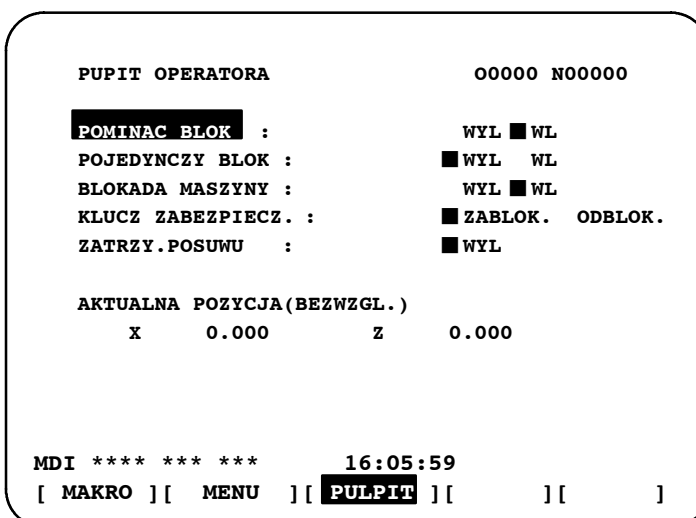 PUPIT OPERATORA O0000 N00000
POMINAC BLOK : WYL ■ WL
POJEDYNCZY BLOK : ■ WYL WL
BLOKADA MASZYNY : WYL ■ WL
KLUCZ ZABEZPIECZ. : ■ ZABLOK. ODBLOK.
ZATRZY.POSUWU : ■ WYL
AKTUALNA POZYCJA(BEZWZGL.)
X 0.000 Z 0.000
MDI **** *** *** 16:05:59
[ MAKRO ][ MENU ][ PULPIT ][ ][ ]